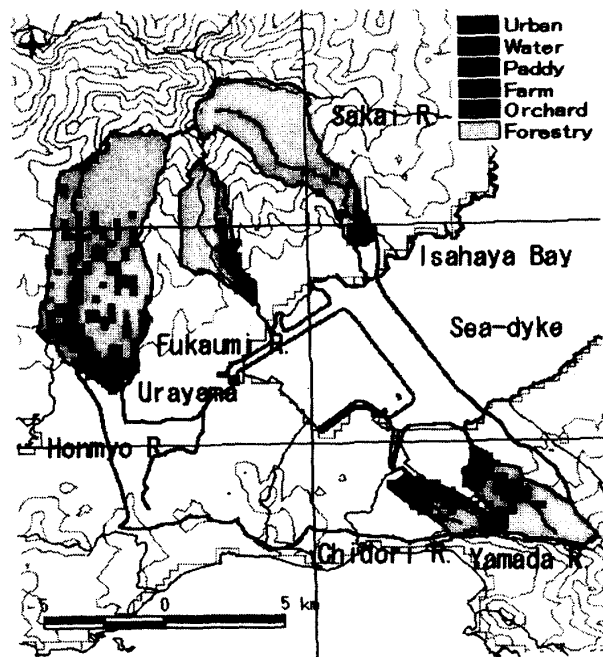 Urban
Water
Paddy
Farm
Orchard
Forestry
Sakai R.
Isahaya Bay
Sea-dyke
Fukaumi R.
Urayama
Honmyo R.
Chidori R. Yamada R.
-5 0 5 km